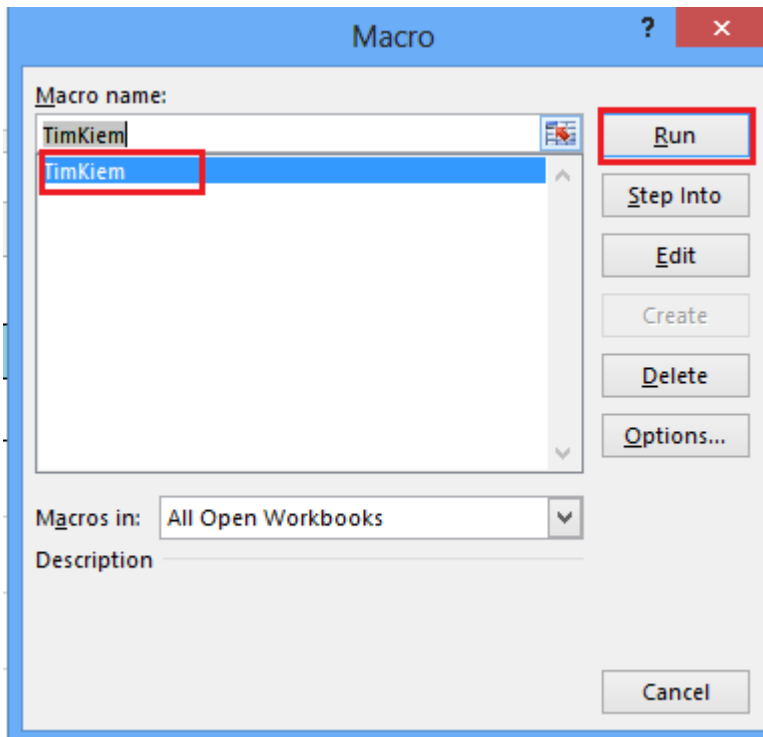 Macro
?
Macro name:
TimKiem
Run
TimKiem
Step Into
Edit
Create
Delete
Options...
Macros in: All Open Workbooks
Description
Cancel